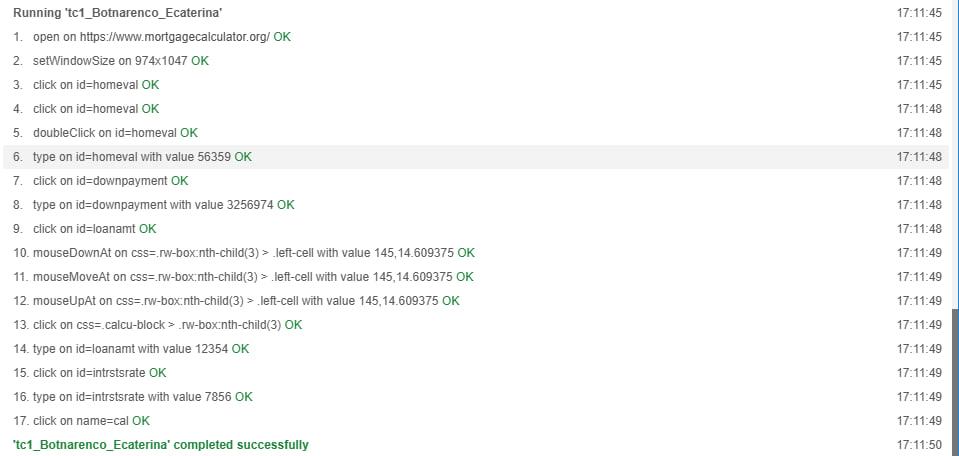 Running 'tc1_Botnarenco_Ecaterina' 17:11:45
1. open on https://www.mortgagecalculator.org/ OK 17:11:45
2. setWindowSize on 974x1047 OK 17:11:45
3. click on id=homeval OK 17:11:45
4. click on id=homeval OK 17:11:48
5. doubleClick on id=homeval OK 17:11:48
6. type on id=homeval with value 56359 OK 17:11:48
7. click on id=downpayment OK 17:11:48
8. type on id=downpayment with value 3256974 OK 17:11:48
9. click on id=loanamt OK 17:11:48
10. mouseDownAt on css=.rw-box:nth-child(3) > .left-cell with value 145,14.609375 OK 17:11:49
11. mouseMoveAt on css=.rw-box:nth-child(3) > .left-cell with value 145,14.609375 OK 17:11:49
12. mouseUpAt on css=.rw-box:nth-child(3) > .left-cell with value 145,14.609375 OK 17:11:49
13. click on css=.calcu-block > .rw-box:nth-child(3) OK 17:11:49
14. type on id=loanamt with value 12354 OK 17:11:49
15. click on id=intrstsrate OK 17:11:49
16. type on id=intrstsrate with value 7856 OK 17:11:49
17. click on name=cal OK 17:11:49
'tc1_Botnarenco_Ecaterina' completed successfully 17:11:50